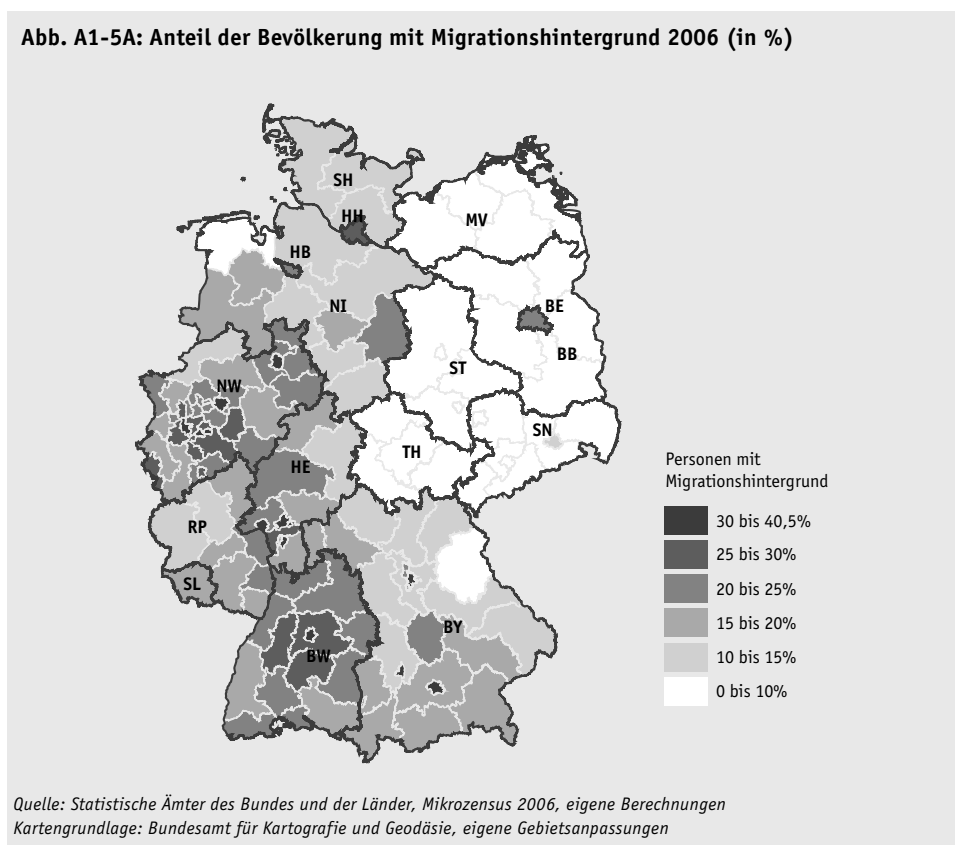 Abb. A1-5A: Anteil der Bevölkerung mit Migrationshintergrund 2006 (in %)
SH
HH
MV
HB
NI
BE
BB
ST
NW
SN
TH
HE
RP
SL
BY
BW
Personen mit
Migrationshintergrund
30 bis 40,5%
25 bis 30%
20 bis 25%
15 bis 20%
10 bis 15%
0 bis 10%
Quelle: Statistische Ämter des Bundes und der Länder, Mikrozensus 2006, eigene Berechnungen
Kartengrundlage: Bundesamt für Kartografie und Geodäsie, eigene Gebietsanpassungen